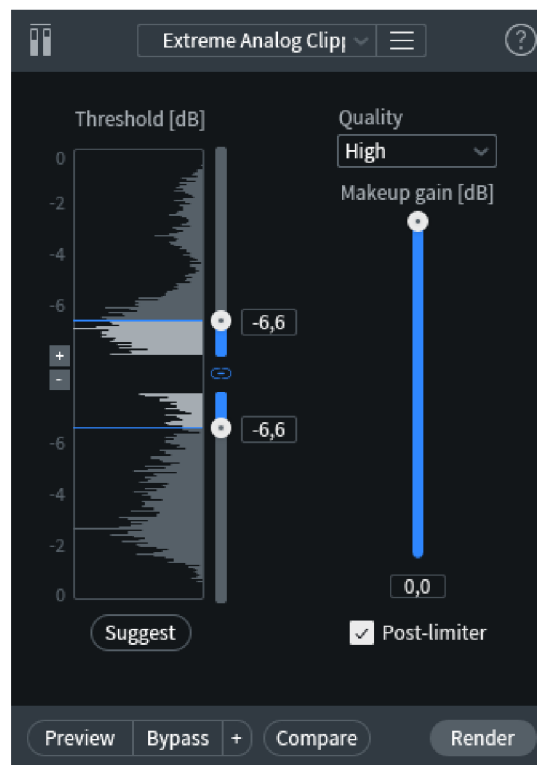 Extreme Analog Clip
?
Threshold [dB]
Quality
High
Makeup gain [dB]
0
-2
-4
-6
-6,6
+
-
-6,6
-6
-4
-2
0
0,0
Suggest
Post-limiter
Preview
Bypass
+
Compare
Render